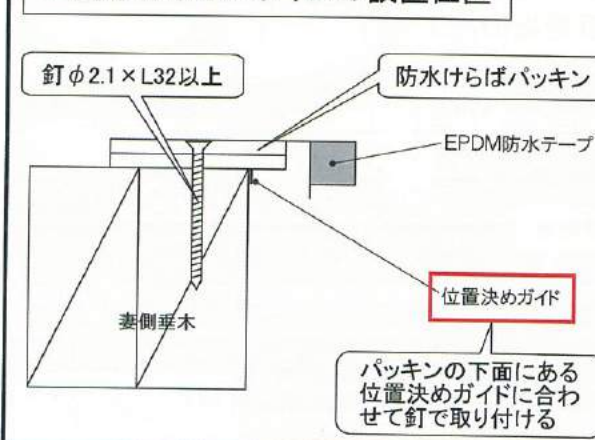 釘φ2.1×L32以上
防水けらばパッキン
EPDM防水テープ
位置決めガイド
妻側垂木
パッキンの下面にある
位置決めガイドに合わ
せて釘で取り付ける